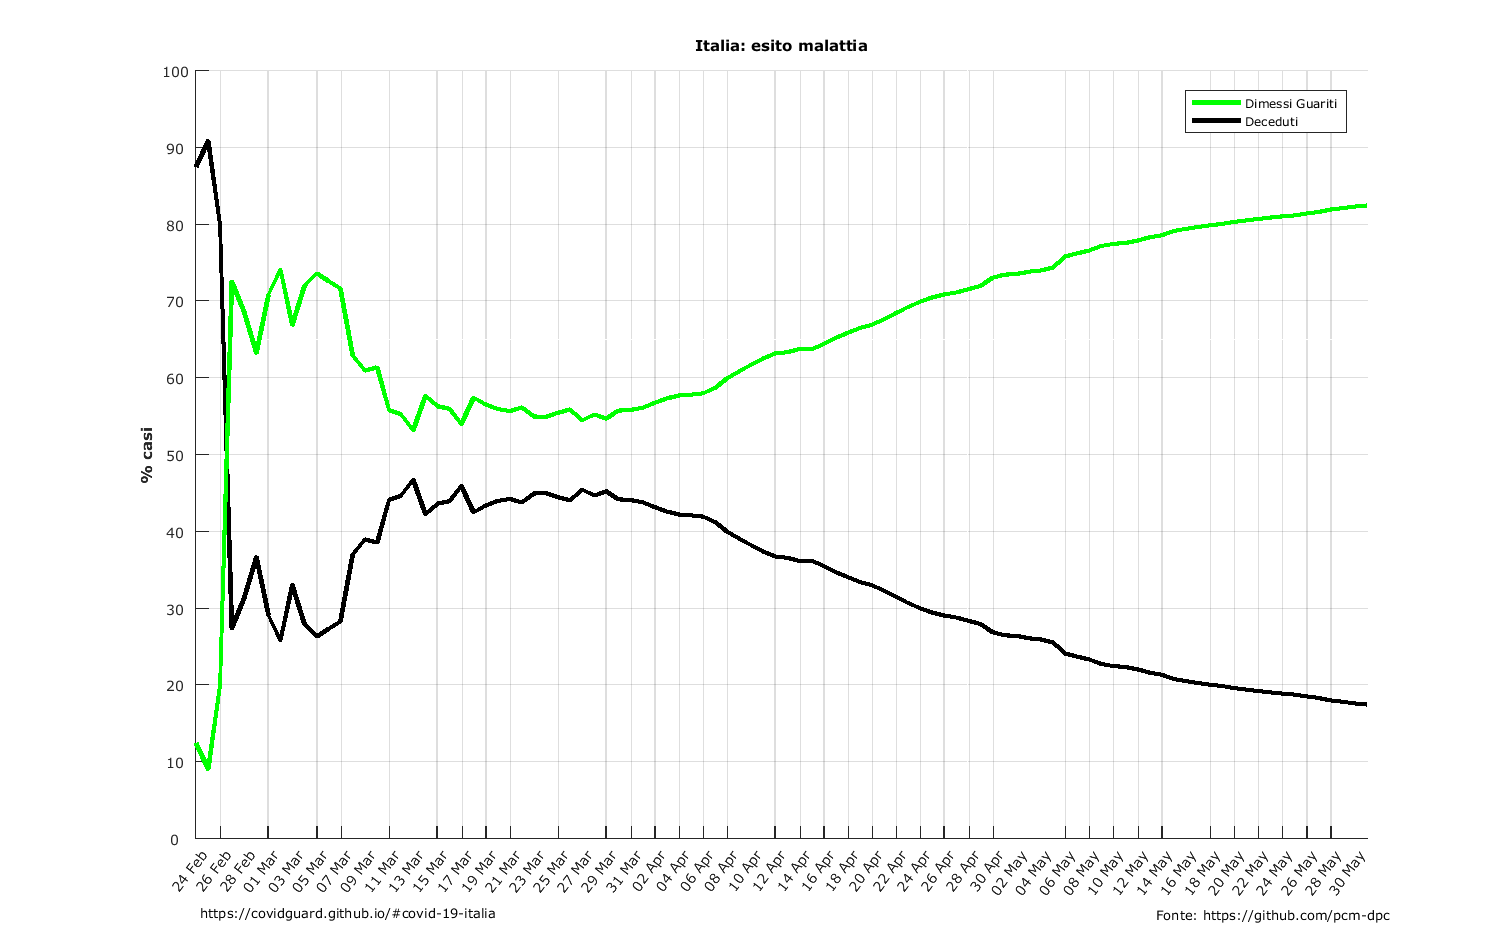 Italia: esito malattia
100
90
80
70
60
50
40
30
20
10
0
% casi
Dimessi Guariti
Deceduti
24 Feb
26 Feb
28 Feb
01 Mar
03 Mar
05 Mar
07 Mar
09 Mar
11 Mar
13 Mar
15 Mar
17 Mar
19 Mar
21 Mar
23 Mar
25 Mar
27 Mar
29 Mar
31 Mar
02 Apr
04 Apr
06 Apr
08 Apr
10 Apr
12 Apr
14 Apr
16 Apr
18 Apr
20 Apr
22 Apr
24 Apr
26 Apr
28 Apr
30 Apr
02 May
04 May
06 May
08 May
10 May
12 May
14 May
16 May
18 May
20 May
22 May
24 May
26 May
28 May
30 May
https://covidguard.github.io/#covid-19-italia
Fonte: https://github.com/pcm-dpc